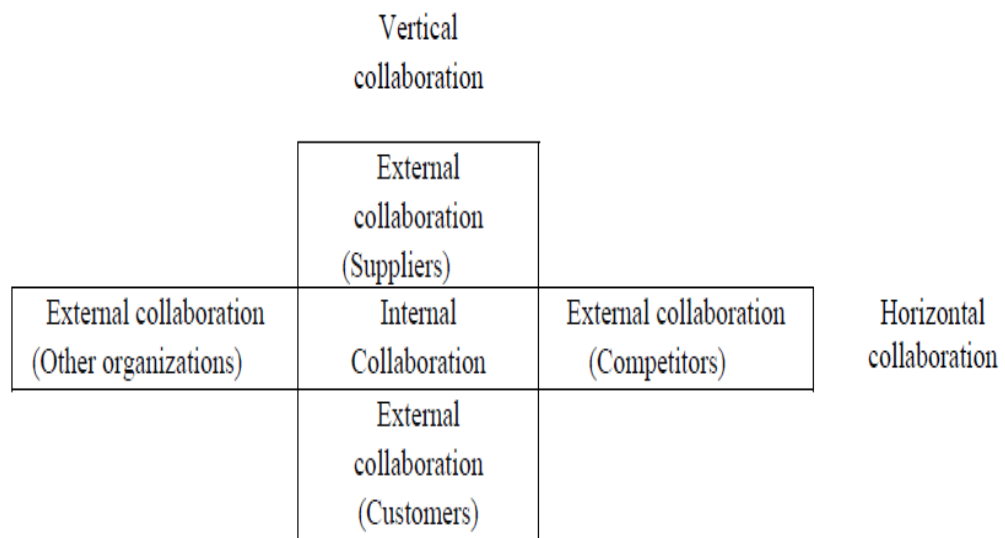 Vertical
collaboration
External
collaboration
(Suppliers)
External collaboration
(Other organizations)
Internal
Collaboration
External collaboration
(Competitors)
Horizontal
collaboration
External
collaboration
(Customers)